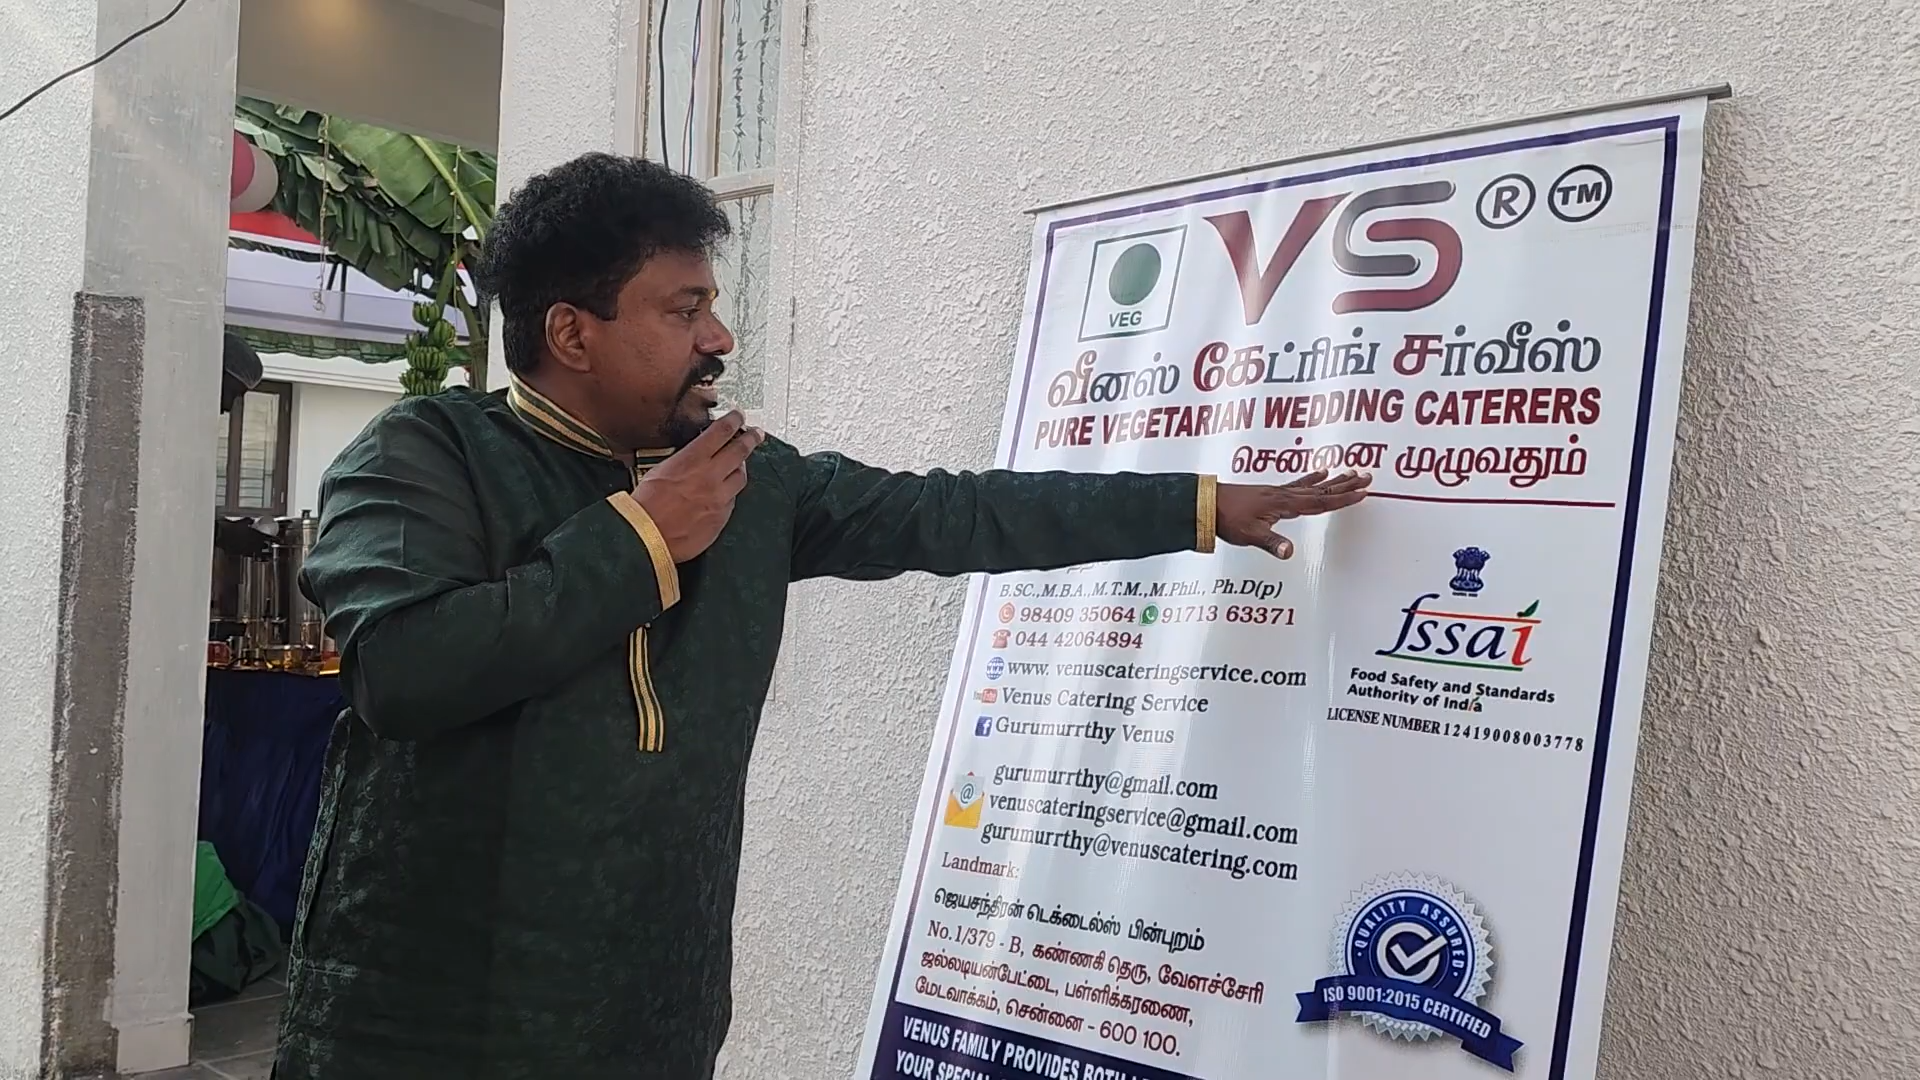 VS ® TM
VEG
வீனஸ் கேட்ரிங் சர்வீஸ்
PURE VEGETARIAN WEDDING CATERERS
சென்னை முழுவதும்
B.SC.,M.B.A.,M.T.M.,M.Phil., Ph.D(p)
98409 35064 91713 63371
044 42064894
www. venuscateringservice.com
Venus Catering Service
Gurumurrthy Venus
fssai
Food Safety and Standards
Authority of India
LICENSE NUMBER 12419008003778
gurumurrthy@gmail.com
venuscateringservice@gmail.com
gurumurrthy@venuscatering.com
Landmark:
ஜெயசந்திரன் டெக்டைல்ஸ் பின்புறம்
No.1/379 - B, கண்ணகி தெரு, வேளச்சேரி
ஜல்லடியன்பேட்டை, பள்ளிக்கரணை,
மேடவாக்கம், சென்னை - 600 100.
QUALITY ASSURED
ISO 9001:2015 CERTIFIED
VENUS FAMILY PROVIDES BOTH
YOUR SPECIAL